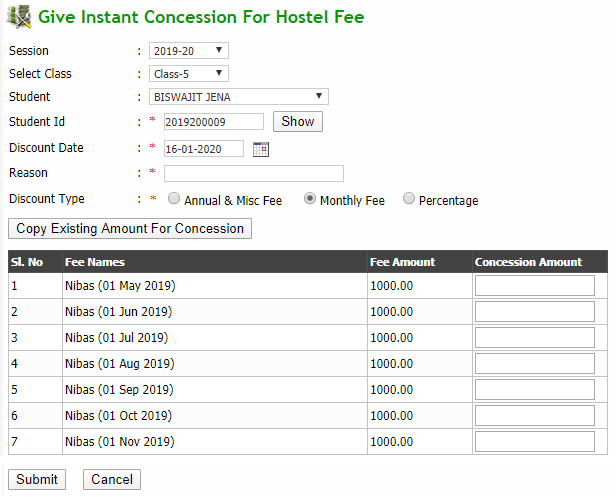 Give Instant Concession For Hostel Fee
Session : 2019-20
Select Class : Class-5
Student : BISWAJIT JENA
Student Id : * 2019200009 Show
Discount Date : * 16-01-2020
Reason : *
Discount Type : * Annual & Misc Fee Monthly Fee Percentage
Copy Existing Amount For Concession
Sl. No Fee Names Fee Amount Concession Amount
1 Nibas (01 May 2019) 1000.00
2 Nibas (01 Jun 2019) 1000.00
3 Nibas (01 Jul 2019) 1000.00
4 Nibas (01 Aug 2019) 1000.00
5 Nibas (01 Sep 2019) 1000.00
6 Nibas (01 Oct 2019) 1000.00
7 Nibas (01 Nov 2019) 1000.00
Submit Cancel